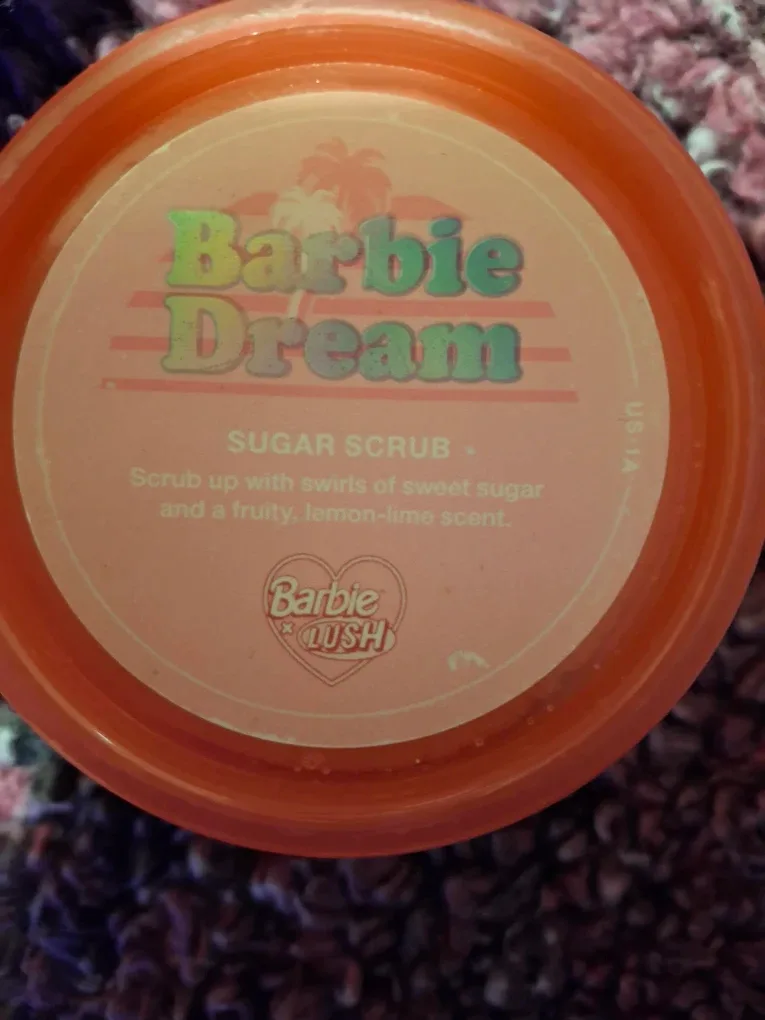 Barbie
Dream
SUGAR SCRUB
Scrub up with swirls of sweet sugar
and a fruity, lemon-lime scent.
Barbie
× LUSH
US-1A